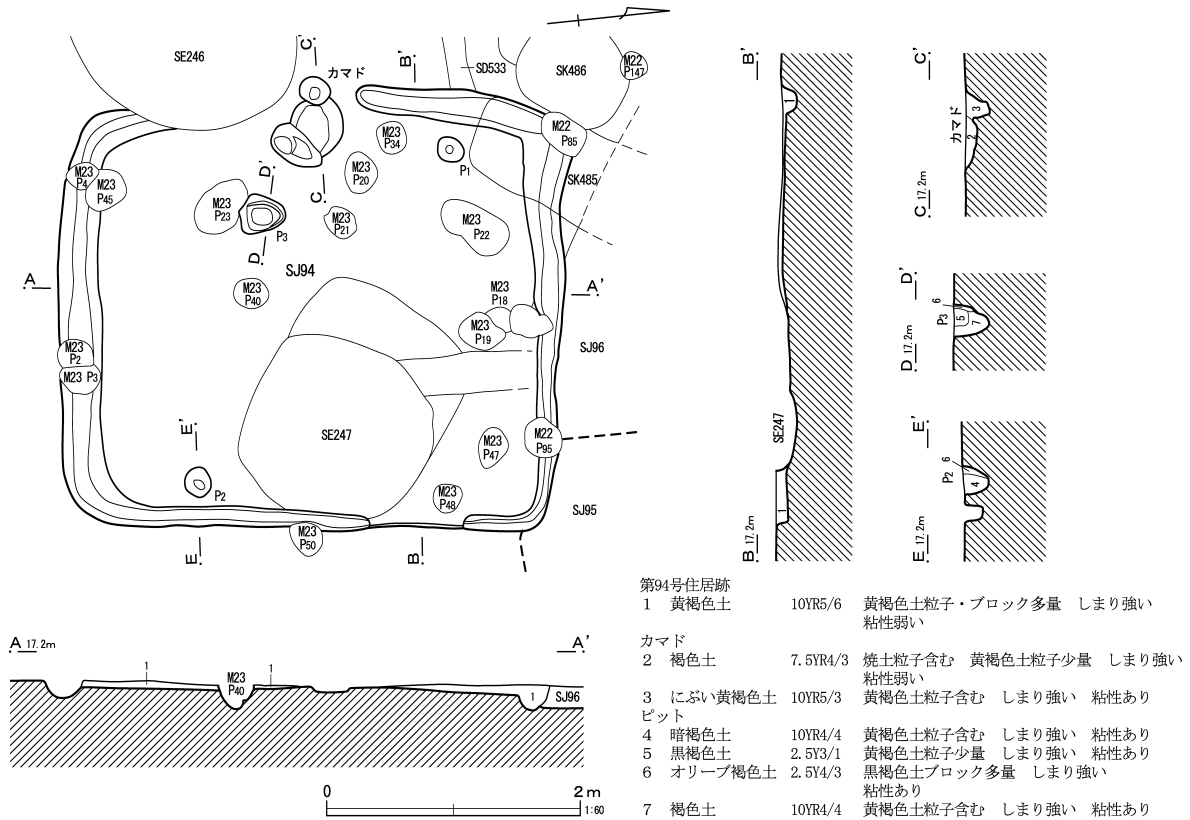 SE246
C'
カマド
B'
SD533
SK486
M22
P147
M23
P34
P1
M22
P85
SK485
M23
P4
M23
P45
D'
M23
P20
C
M23
P23
P3
M23
P21
M23
P22
D
SJ94
A
M23
P40
M23
P18
A'
M23
P19
SJ96
M23
P2
M23 P3
E'
SE247
M23
P47
M22
P95
P2
M23
P48
SJ95
M23
P50
E
B
B'
1
SE247
1
B 17.2m
C'
3
カマド
2
C 17.2m
D'
6
P3
5
7
D 17.2m
E'
6
P2
4
E 17.2m
A 17.2m
A'
1
M23
P40
1
1
SJ96
0
2m
1:60
第94号住居跡
1 黄褐色土 10YR5/6 黄褐色土粒子・ブロック多量 しまり強い
粘性弱い
カマド
2 褐色土 7.5YR4/3 焼土粒子含む 黄褐色土粒子少量 しまり強い
粘性弱い
3 にぶい黄褐色土 10YR5/3 黄褐色土粒子含む しまり強い 粘性あり
ピット
4 暗褐色土 10YR4/4 黄褐色土粒子含む しまり強い 粘性あり
5 黒褐色土 2.5Y3/1 黄褐色土粒子少量 しまり強い 粘性あり
6 オリーブ褐色土 2.5Y4/3 黒褐色土ブロック多量 しまり強い
粘性あり
7 褐色土 10YR4/4 黄褐色土粒子含む しまり強い 粘性あり